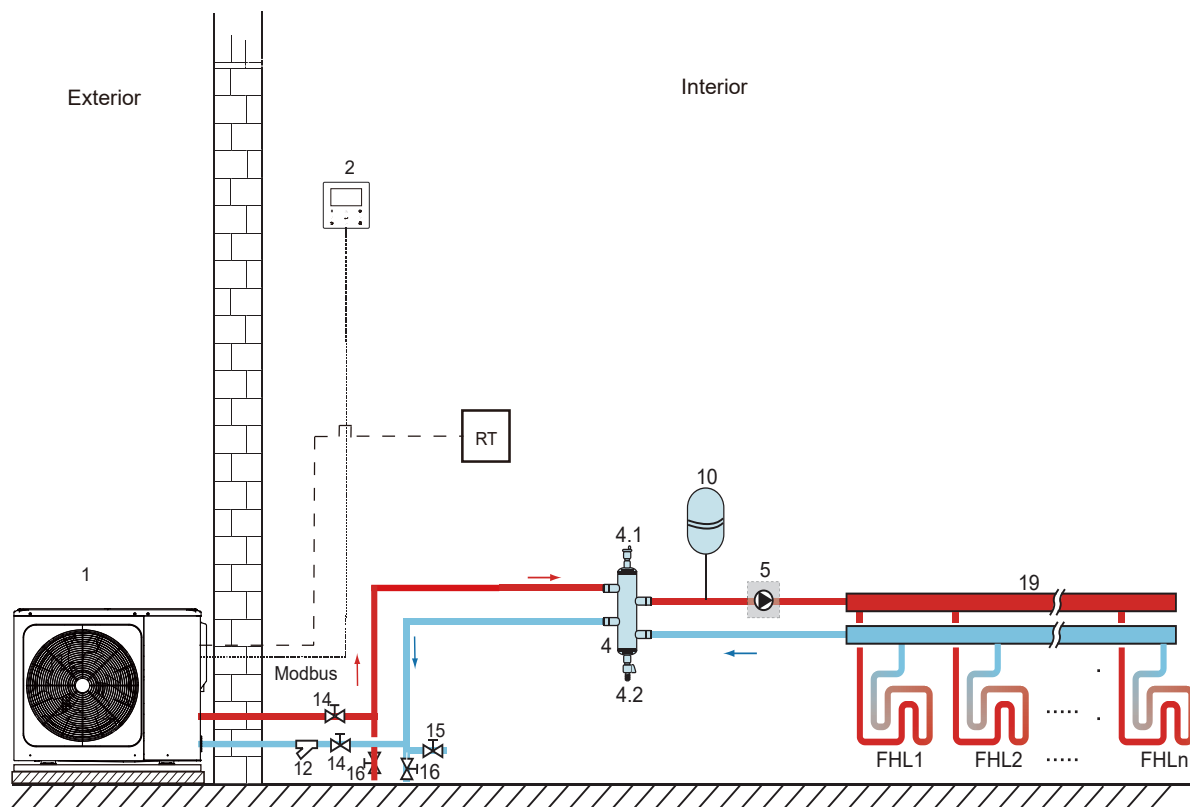 Interior
Exterior
2
RT
10
4.1
5
1
19
4
Modbus
4.2
14
15
12
14
16
16
FHL1
FHL2
.....
FHLn
.....